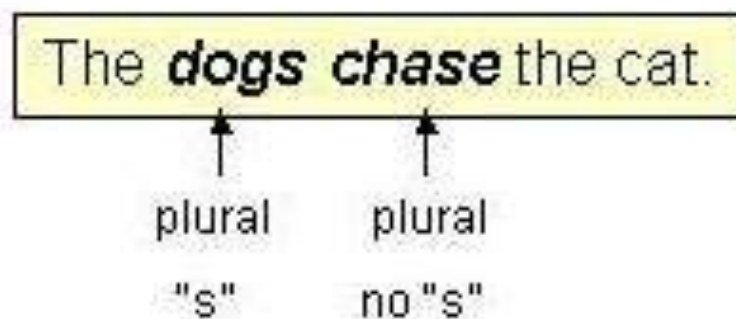 The dogs chase the cat.
plural plural
"s" no "s"